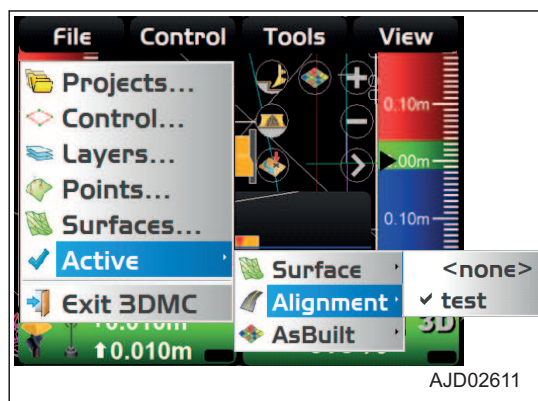 File Control Tools View
Projects...
Control...
Layers...
Points...
Surfaces...
Active
Exit 3DMC
Surface
Alignment
AsBuilt
<none>
test
0.10m
.00m
0.10m
3D
0.010m
AJD02611